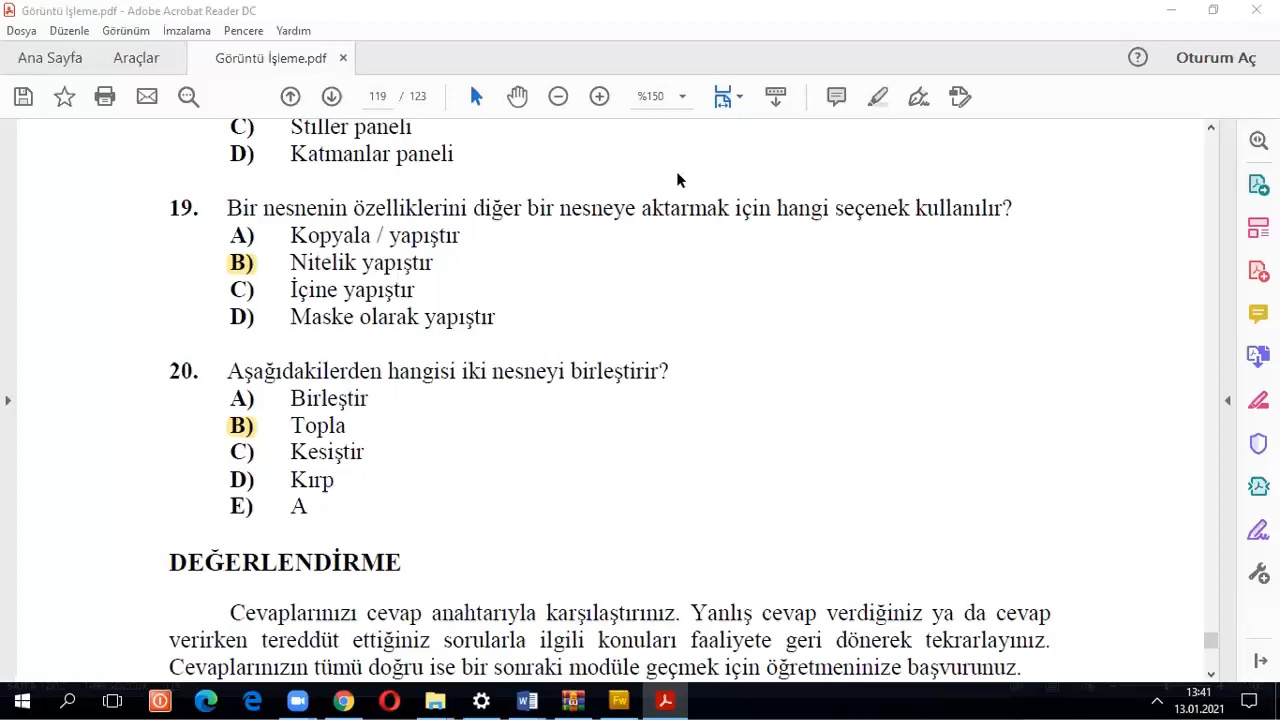 Görüntü İşleme.pdf - Adobe Acrobat Reader DC
Dosya Düzenle Görünüm İmzalama Pencere Yardım
Ana Sayfa Araçlar Görüntü İşleme.pdf × ? Oturum Aç
119 / 123 %150
C) Stiller paneli
D) Katmanlar paneli
19. Bir nesnenin özelliklerini diğer bir nesneye aktarmak için hangi seçenek kullanılır?
A) Kopyala / yapıştır
B) Nitelik yapıştır
C) İçine yapıştır
D) Maske olarak yapıştır
20. Aşağıdakilerden hangisi iki nesneyi birleştirir?
A) Birleştir
B) Topla
C) Kesiştir
D) Kırp
E) A
DEĞERLENDİRME
Cevaplarınızı cevap anahtarıyla karşılaştırınız. Yanlış cevap verdiğiniz ya da cevap
verirken tereddüt ettiğiniz sorularla ilgili konuları faaliyete geri dönerek tekrarlayınız.
Cevaplarınızın tümü doğru ise bir sonraki modüle geçmek için öğretmeninize başvurunuz.
Fw
13:41
13.01.2021